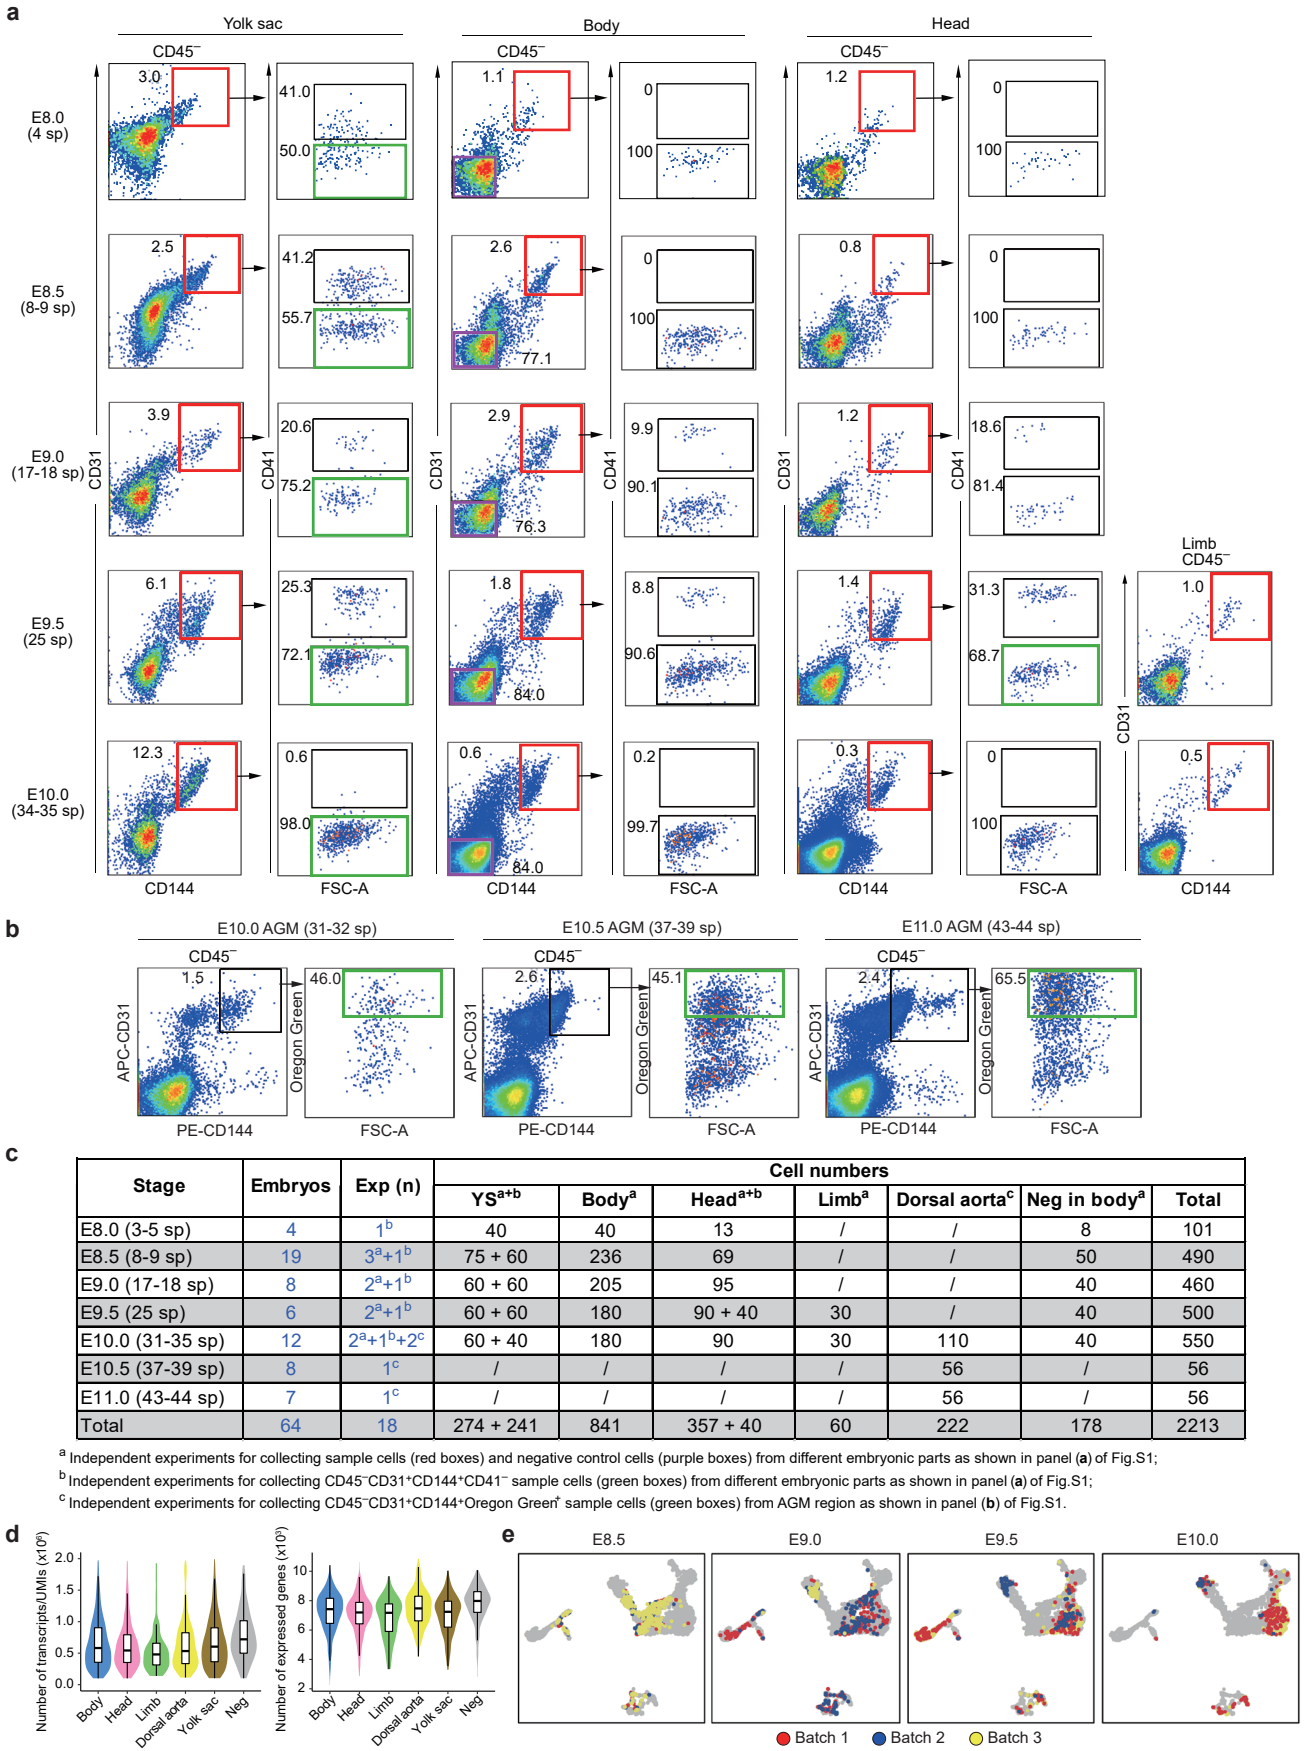 a
Yolk sac
Body
Head
CD45–
CD45–
CD45–
E8.0
(4 sp)
3.0
41.0
50.0
1.1
0
100
1.2
0
100
E8.5
(8-9 sp)
2.5
41.2
55.7
2.6
77.1
0
100
0.8
0
100
E9.0
(17-18 sp)
CD31
3.9
CD41
20.6
75.2
CD31
2.9
76.3
CD41
9.9
90.1
CD31
1.2
CD41
18.6
81.4
E9.5
(25 sp)
6.1
25.3
72.1
1.8
84.0
8.8
90.6
1.4
31.3
68.7
Limb
CD45–
1.0
CD31
E10.0
(34-35 sp)
12.3
0.6
98.0
0.6
84.0
0.2
99.7
0.3
0
100
0.5
CD144
FSC-A
CD144
FSC-A
CD144
FSC-A
CD144
b
E10.0 AGM (31-32 sp)
E10.5 AGM (37-39 sp)
E11.0 AGM (43-44 sp)
CD45–
CD45–
CD45–
APC-CD31
1.5
Oregon Green
46.0
APC-CD31
2.6
Oregon Green
45.1
APC-CD31
2.4
Oregon Green
65.5
PE-CD144
FSC-A
PE-CD144
FSC-A
PE-CD144
FSC-A
c
Stage Embryos Exp (n) Cell numbers
YSa+b Bodya Heada+b Limba Dorsal aortac Neg in bodya Total
E8.0 (3-5 sp) 4 1b 40 40 13 / / 8 101
E8.5 (8-9 sp) 19 3a+1b 75 + 60 236 69 / / 50 490
E9.0 (17-18 sp) 8 2a+1b 60 + 60 205 95 / / 40 460
E9.5 (25 sp) 6 2a+1b 60 + 60 180 90 + 40 30 / 40 500
E10.0 (31-35 sp) 12 2a+1b+2c 60 + 40 180 90 30 110 40 550
E10.5 (37-39 sp) 8 1c / / / / 56 / 56
E11.0 (43-44 sp) 7 1c / / / / 56 / 56
Total 64 18 274 + 241 841 357 + 40 60 222 178 2213
a Independent experiments for collecting sample cells (red boxes) and negative control cells (purple boxes) from different embryonic parts as shown in panel (a) of Fig.S1;
b Independent experiments for collecting CD45–CD31+CD144+CD41– sample cells (green boxes) from different embryonic parts as shown in panel (a) of Fig.S1;
c Independent experiments for collecting CD45–CD31+CD144+Oregon Green+ sample cells (green boxes) from AGM region as shown in panel (b) of Fig.S1.
d
Number of transcripts/UMIs (x10⁶)
2.0
1.5
1.0
0.5
0.0
Body
Head
Limb
Dorsal aorta
Yolk sac
Neg
Number of expressed genes (x10³)
10
8
6
4
2
Body
Head
Limb
Dorsal aorta
Yolk sac
Neg
e
E8.5
E9.0
E9.5
E10.0
Batch 1
Batch 2
Batch 3